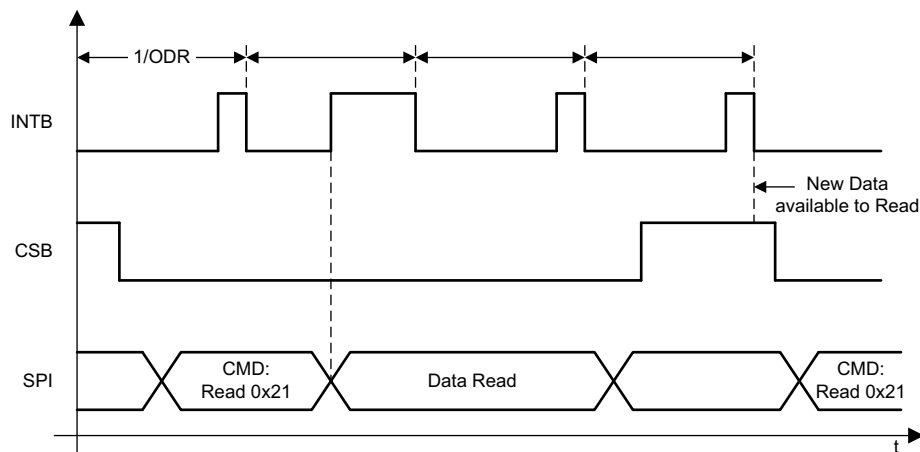 1/ODR
INTB
New Data
available to Read
CSB
CMD:
Read 0x21
SPI
Data Read
CMD:
Read 0x21
t